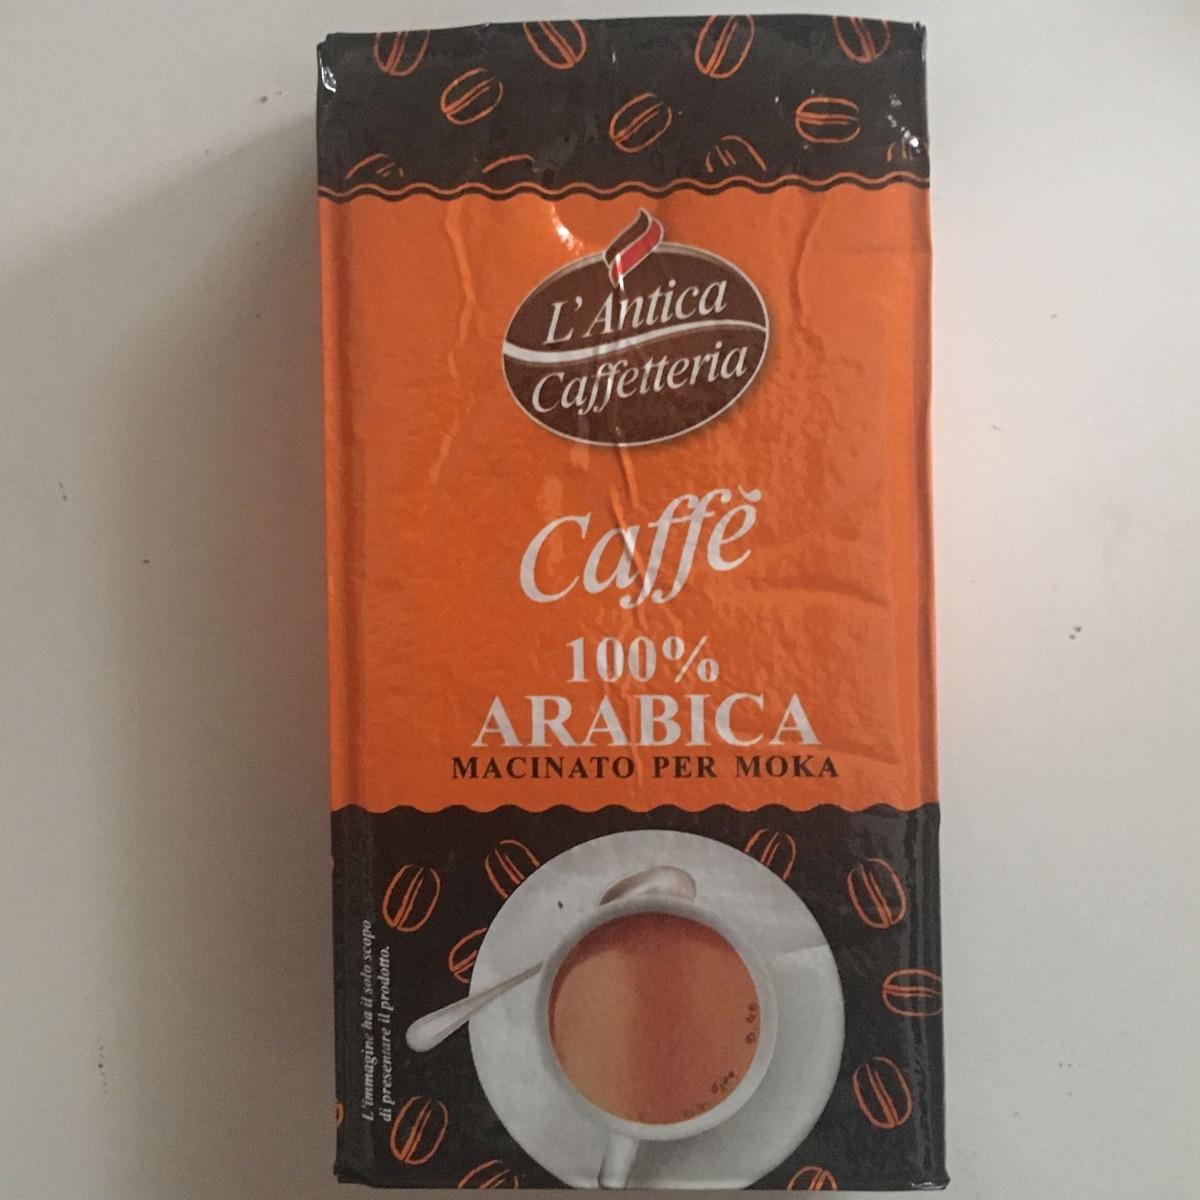 L'Antica
Caffetteria
Caffè
100%
ARABICA
MACINATO PER MOKA
L'immagine ha il solo scopo
di presentare il prodotto.